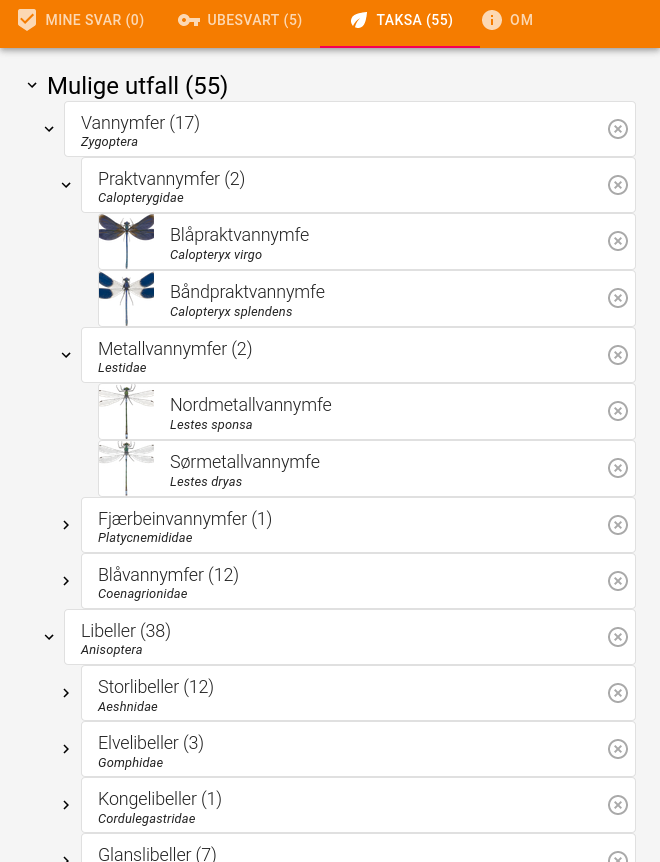 MINE SVAR (0)
UBESVART (5)
TAKSA (55)
OM
Mulige utfall (55)
Vannymfer (17)
Zygoptera
Praktvannymfer (2)
Calopterygidae
Blåpraktvannymfe
Calopteryx virgo
Båndpraktvannymfe
Calopteryx splendens
Metallvannymfer (2)
Lestidae
Nordmetallvannymfe
Lestes sponsa
Sørmetallvannymfe
Lestes dryas
Fjærbeinvannymfer (1)
Platycnemididae
Blåvannymfer (12)
Coenagrionidae
Libeller (38)
Anisoptera
Storlibeller (12)
Aeshnidae
Elvelibeller (3)
Gomphidae
Kongelibeller (1)
Cordulegastridae
Glanslibeller (7)